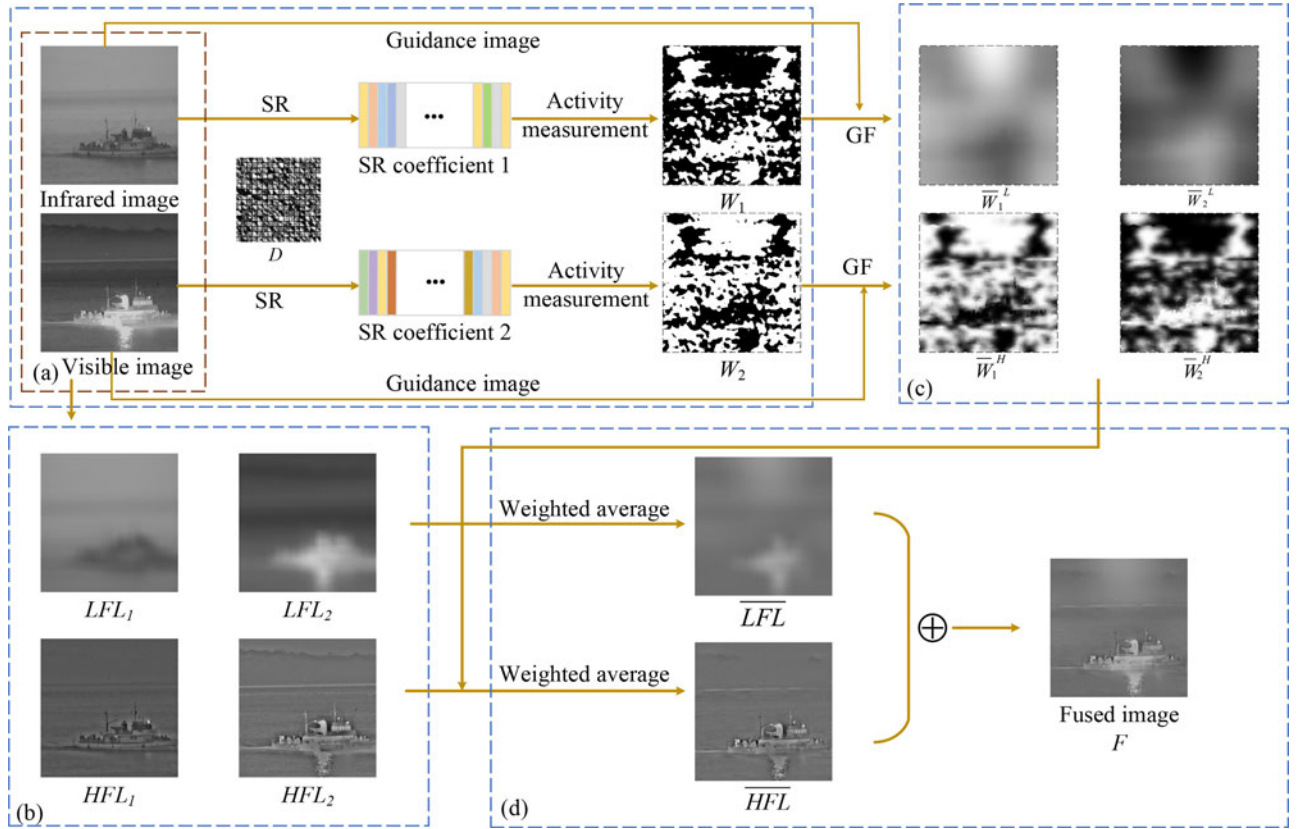 Guidance image
SR
Activity
measurement
GF
Infrared image
SR coefficient 1
W₁
D
SR
Activity
measurement
GF
SR coefficient 2
W₂
(a)
Visible image
Guidance image
W̅₁ᴸ
W̅₂ᴸ
W̅₁ᴴ
W̅₂ᴴ
(c)
LFL₁
LFL₂
HFL₁
HFL₂
(b)
Weighted average
L̅F̅L̅
Weighted average
H̅F̅L̅
⊕
Fused image
F
(d)